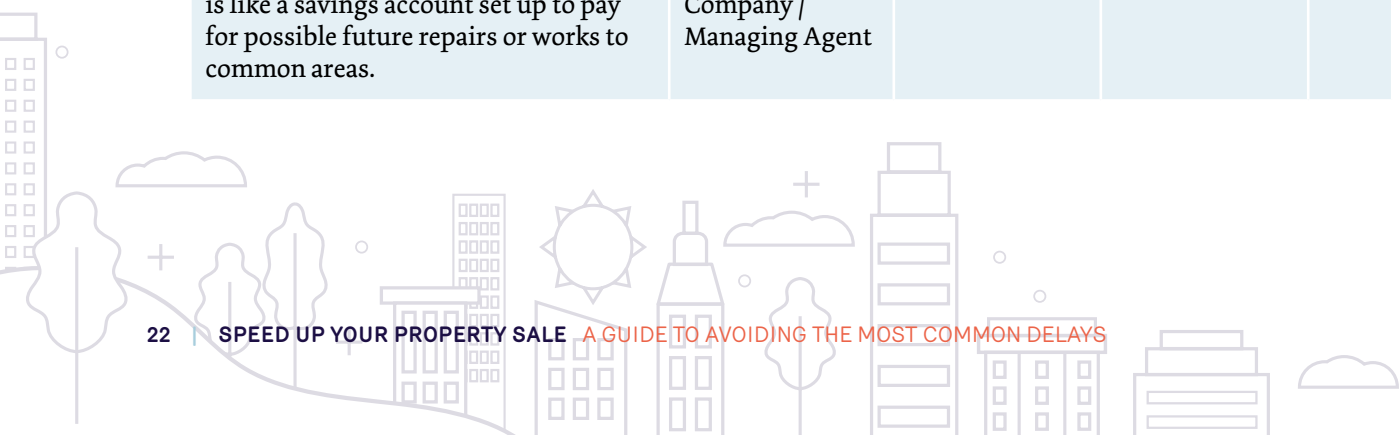 is like a savings account set up to pay
for possible future repairs or works to
common areas.
Company /
Managing Agent
22 | SPEED UP YOUR PROPERTY SALE A GUIDE TO AVOIDING THE MOST COMMON DELAYS